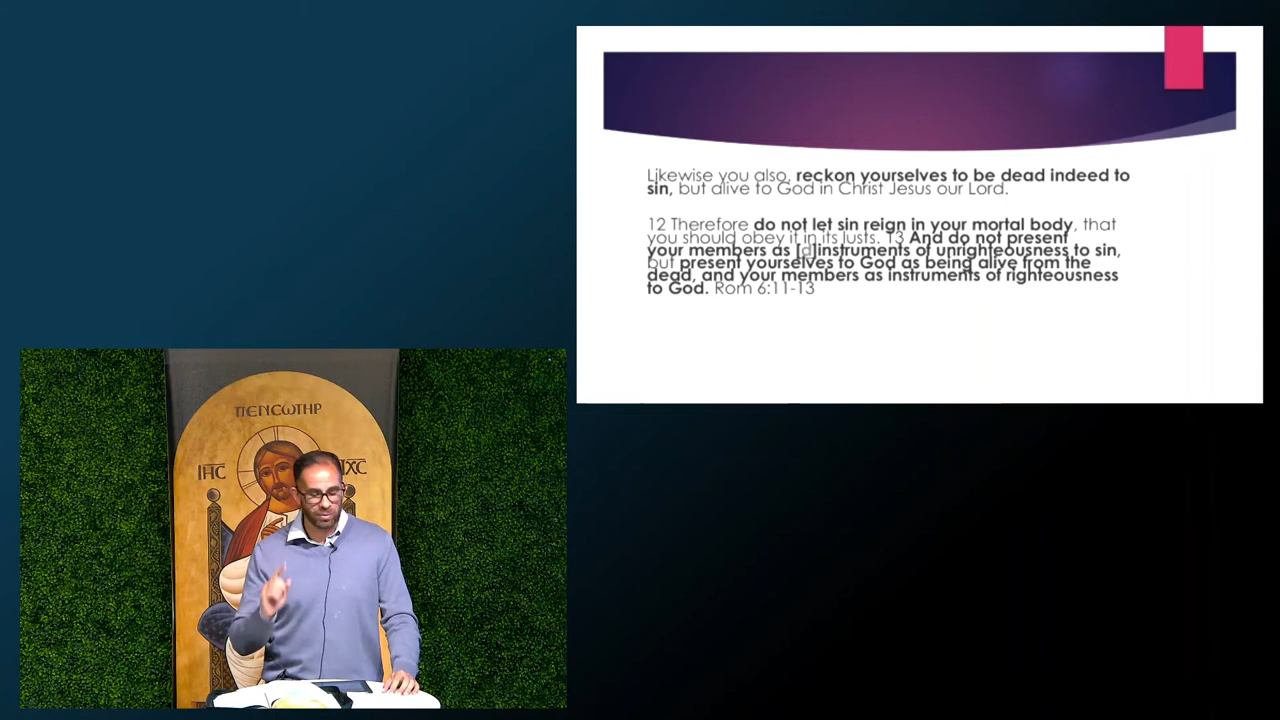 Likewise you also, reckon yourselves to be dead indeed to
sin, but alive to God in Christ Jesus our Lord.
12 Therefore do not let sin reign in your mortal body, that
you should obey it in its lusts. 13 And do not present
your members as [d]instruments of unrighteousness to sin,
but present yourselves to God as being alive from the
dead, and your members as instruments of righteousness
to God. Rom 6:11-13
ⲠⲈⲚⲤⲰⲦⲎⲢ
ⲒⲎⲤ
ⲠⲬⲤ